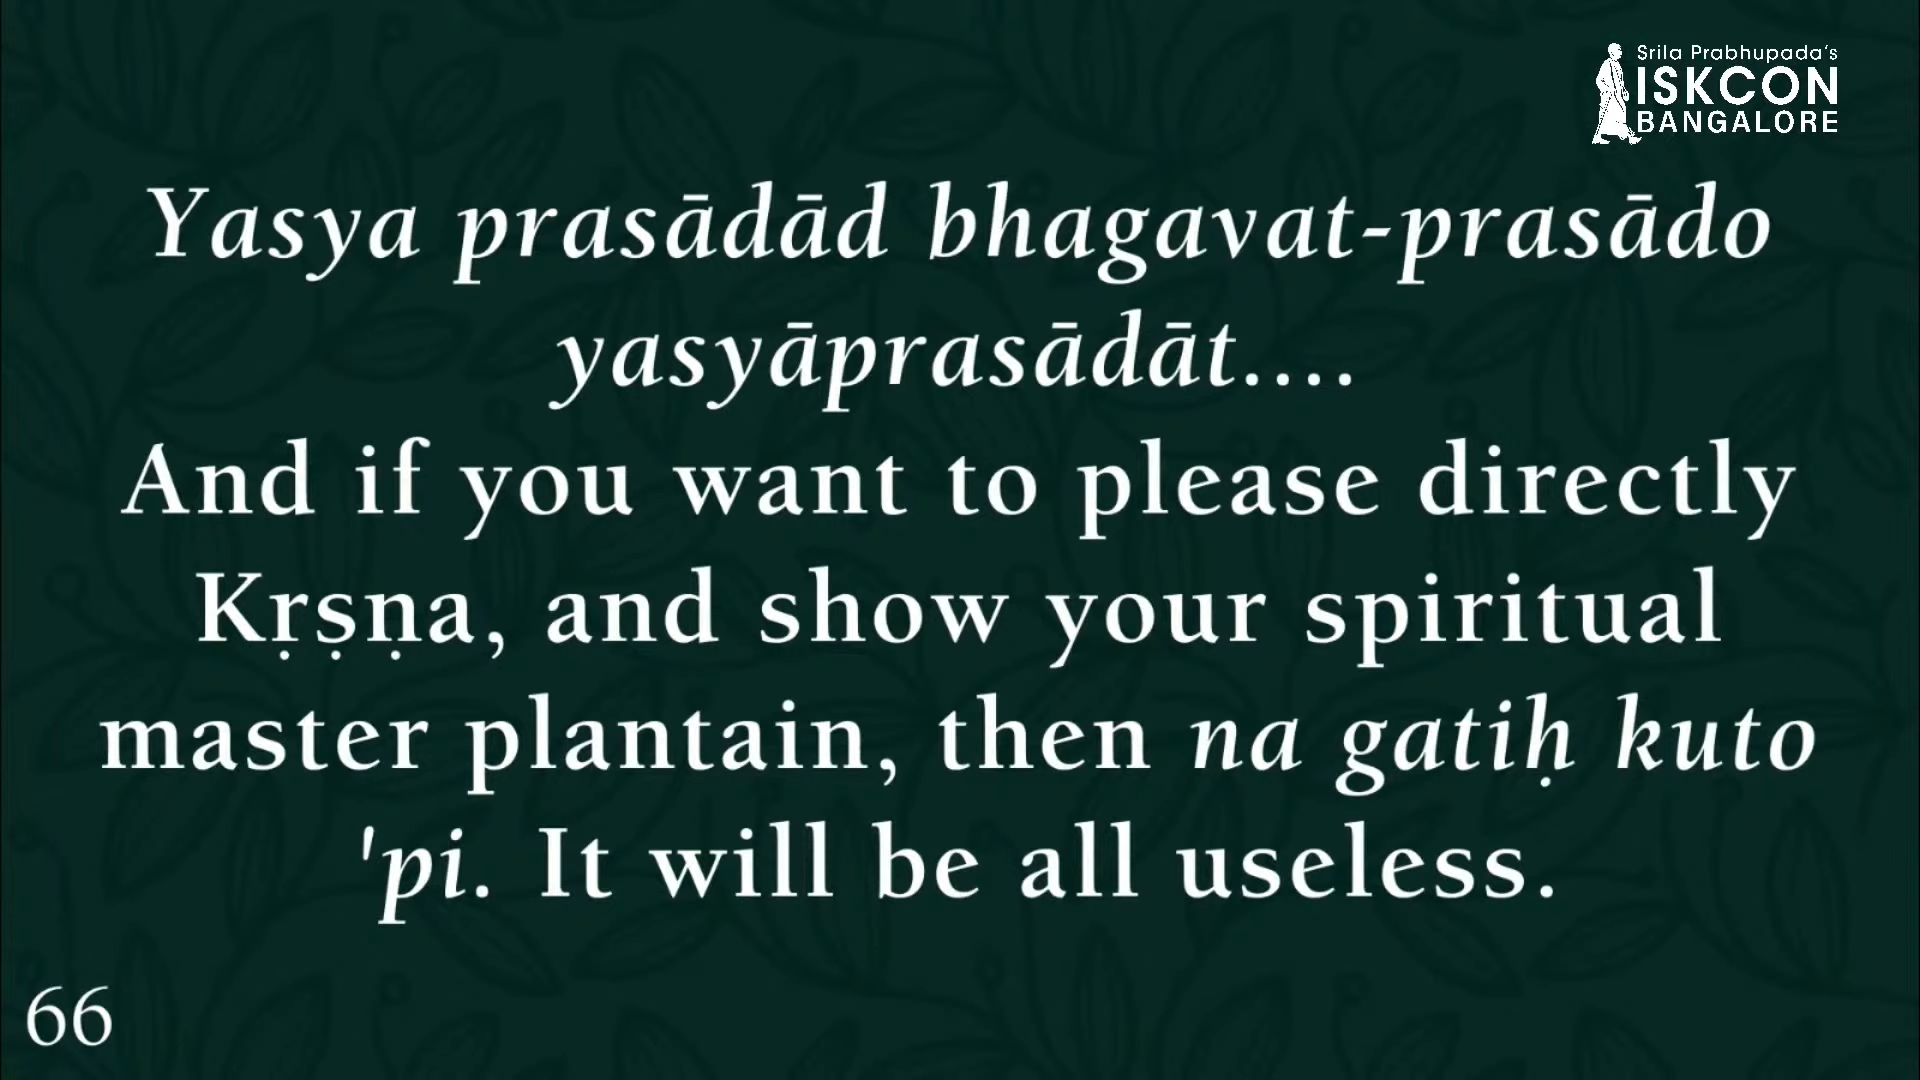 Srila Prabhupada's
ISKCON
BANGALORE
Yasya prasādād bhagavat-prasādo
yasyāprasādāt....
And if you want to please directly
Kṛṣṇa, and show your spiritual
master plantain, then na gatiḥ kuto
'pi. It will be all useless.
66